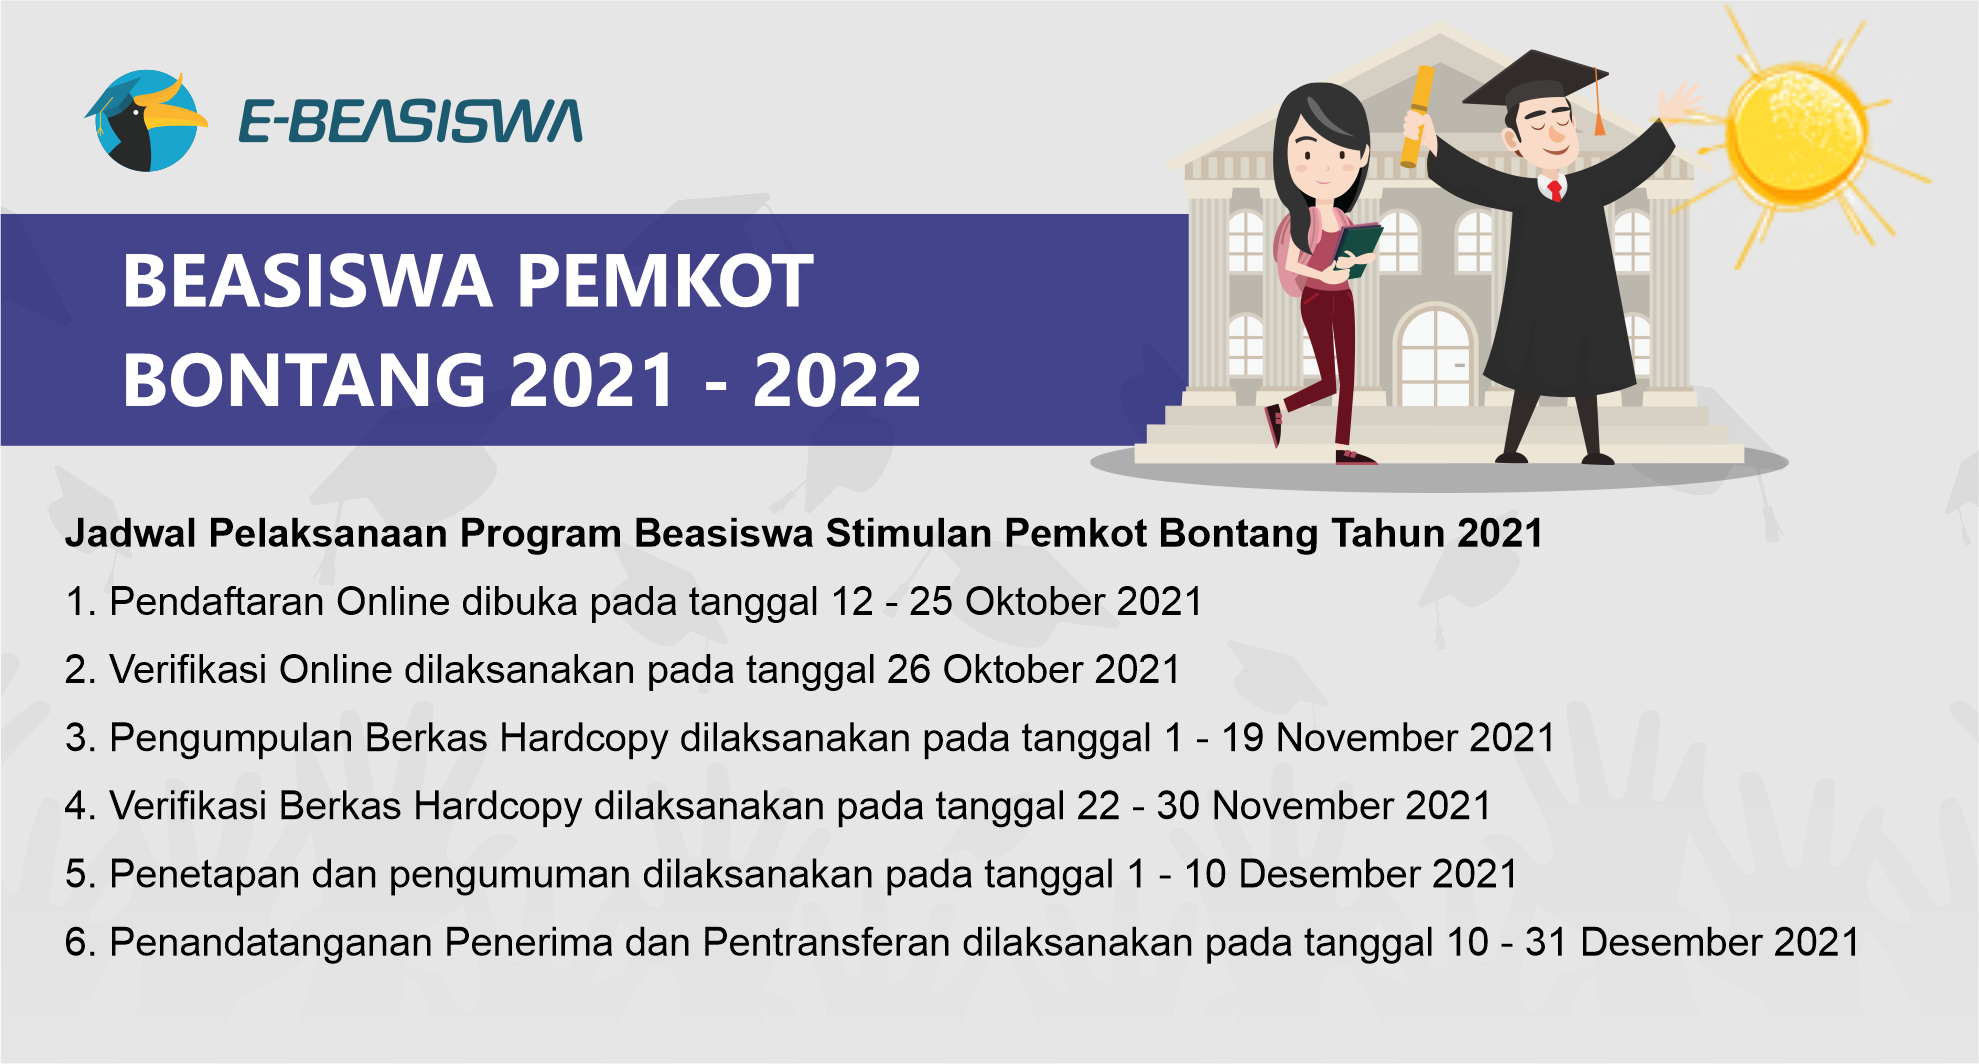 E-BEASISWA
BEASISWA PEMKOT
BONTANG 2021 - 2022
Jadwal Pelaksanaan Program Beasiswa Stimulan Pemkot Bontang Tahun 2021
1. Pendaftaran Online dibuka pada tanggal 12 - 25 Oktober 2021
2. Verifikasi Online dilaksanakan pada tanggal 26 Oktober 2021
3. Pengumpulan Berkas Hardcopy dilaksanakan pada tanggal 1 - 19 November 2021
4. Verifikasi Berkas Hardcopy dilaksanakan pada tanggal 22 - 30 November 2021
5. Penetapan dan pengumuman dilaksanakan pada tanggal 1 - 10 Desember 2021
6. Penandatanganan Penerima dan Pentransferan dilaksanakan pada tanggal 10 - 31 Desember 2021